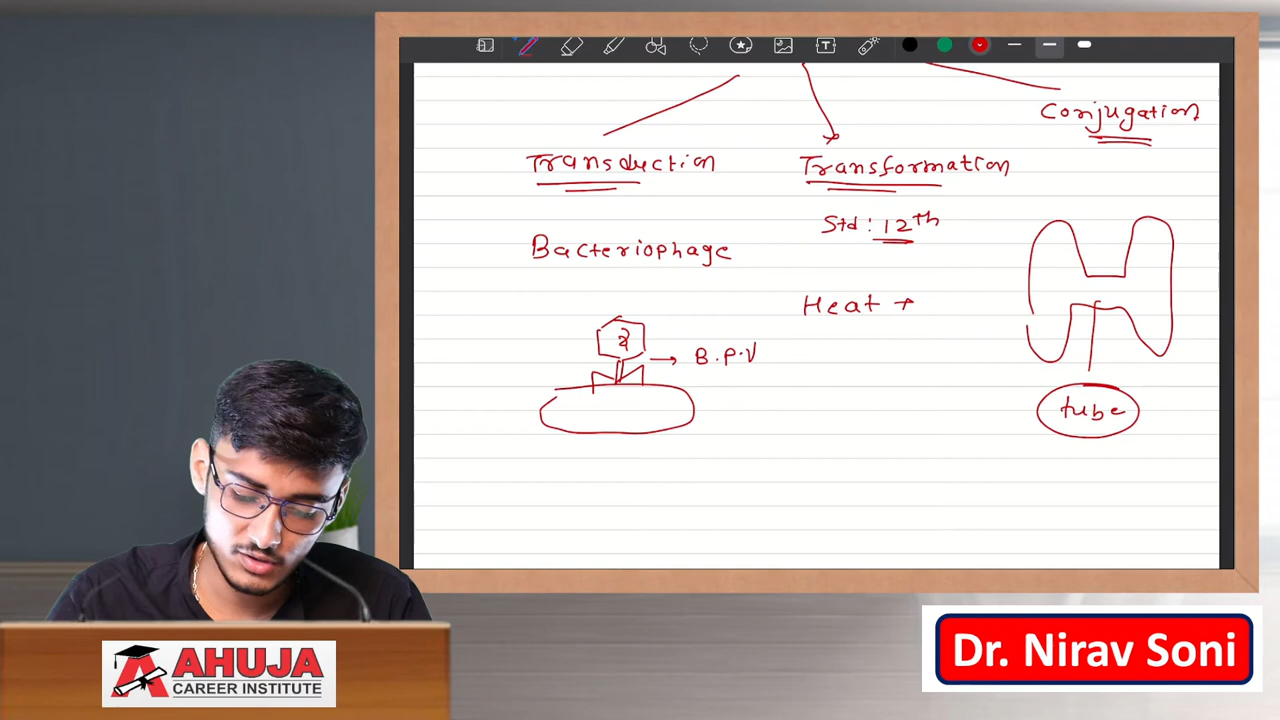 Conjugation
Transduction
Transformation
Std: 12th
Bacteriophage
Heat →
B.P.V
tube
AHUJA
CAREER INSTITUTE
Dr. Nirav Soni